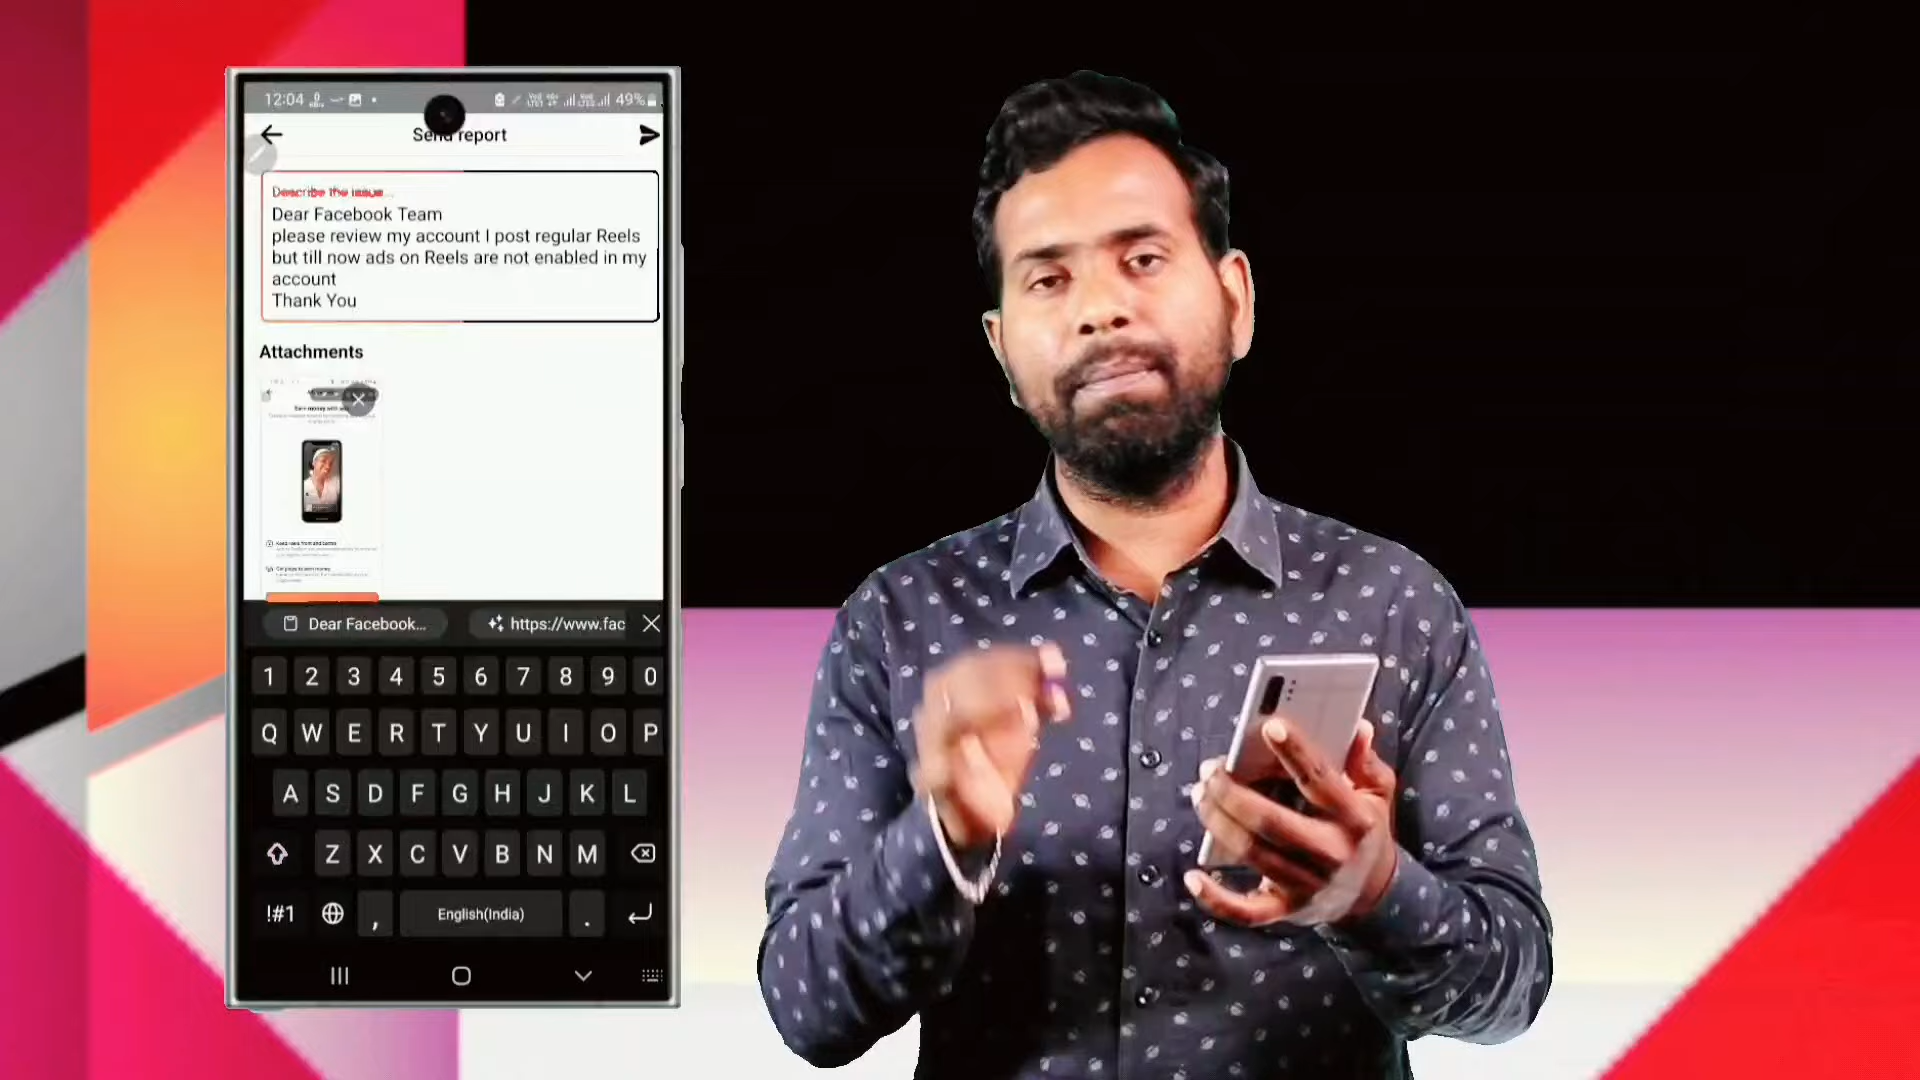 12:04
49%
Send report
Describe the issue...
Dear Facebook Team
please review my account I post regular Reels
but till now ads on Reels are not enabled in my
account
Thank You
Attachments
Dear Facebook...
https://www.fac
1 2 3 4 5 6 7 8 9 0
Q W E R T Y U I O P
A S D F G H J K L
Z X C V B N M
!#1 , English(India) .